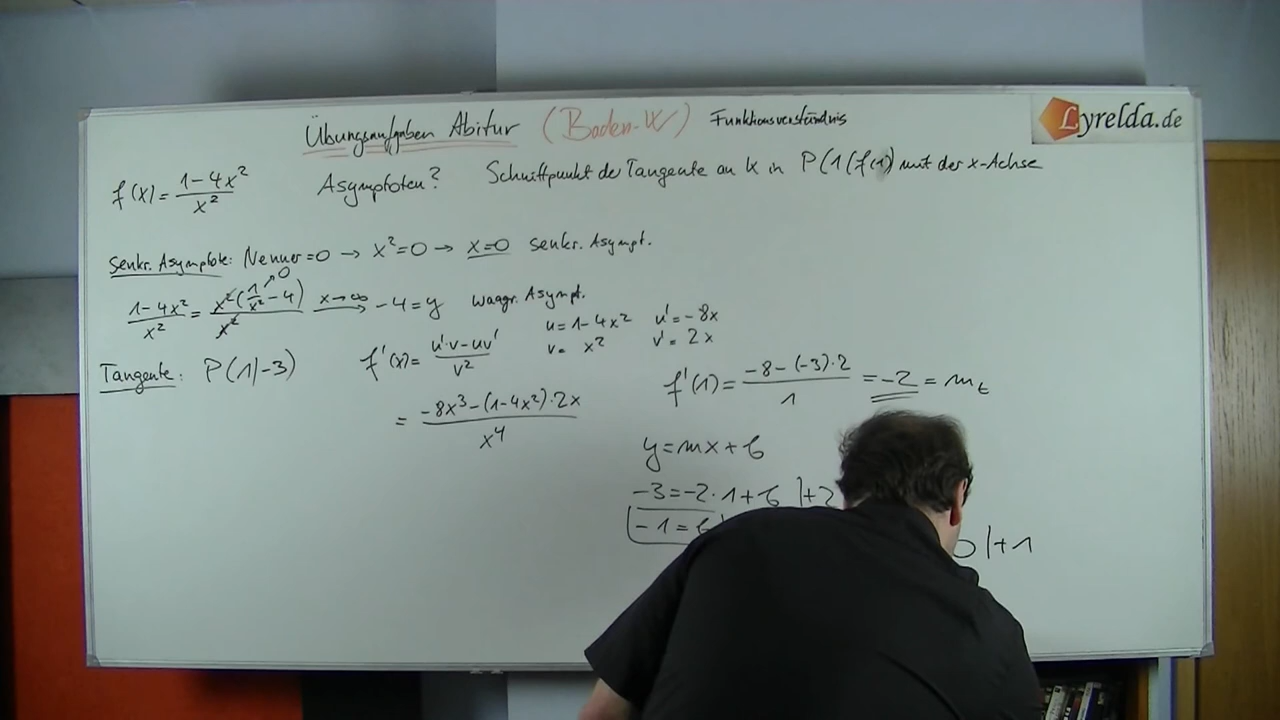 Übungsaufgaben Abitur (Baden-W) Funktionsverständnis
Lyrelda.de
f(x)= (1-4x²)/x² Asymptoten? Schnittpunkt der Tangente an K in P(1(f(1) mit der x-Achse
Senkr. Asymptote: Nenner=0 → x²=0 → x=0 senkr. Asympt.
(1-4x²)/x² = x²(1/x²-4)/x² x→∞ -4=y waagr. Asympt.
0
u=1-4x² u'=-8x
v= x² v'= 2x
Tangente: P(1|-3) f'(x)= (u'·v-uv')/v²
f'(1)= (-8-(-3)·2)/1 =-2= m_t
= (-8x³-(1-4x²)·2x)/x⁴
y=mx+b
-3=-2·1+b |+2
-1=b
0 |+1